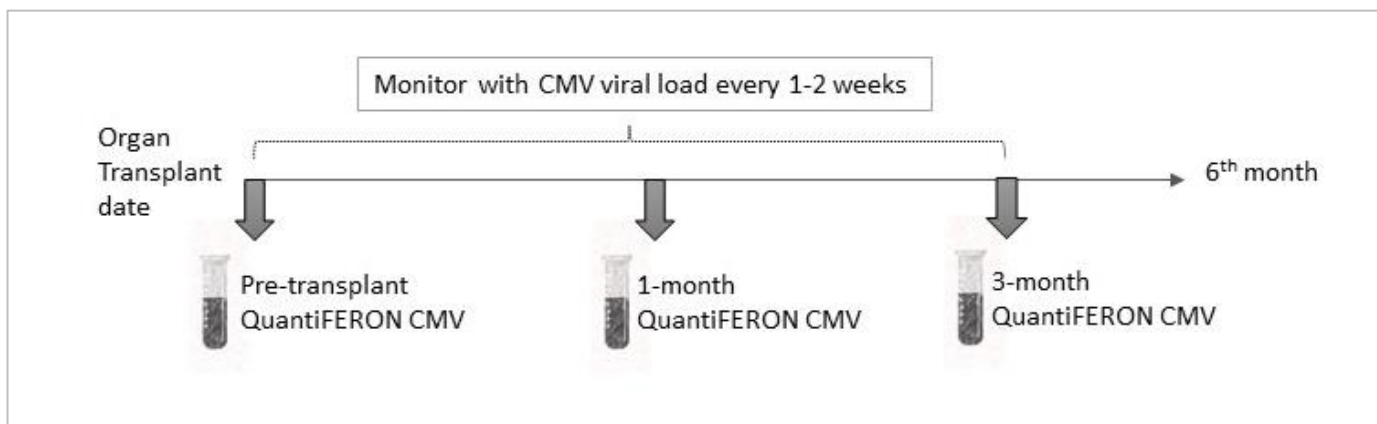 Monitor with CMV viral load every 1-2 weeks
Organ
Transplant
date
6th month
Pre-transplant
QuantiFERON CMV
1-month
QuantiFERON CMV
3-month
QuantiFERON CMV